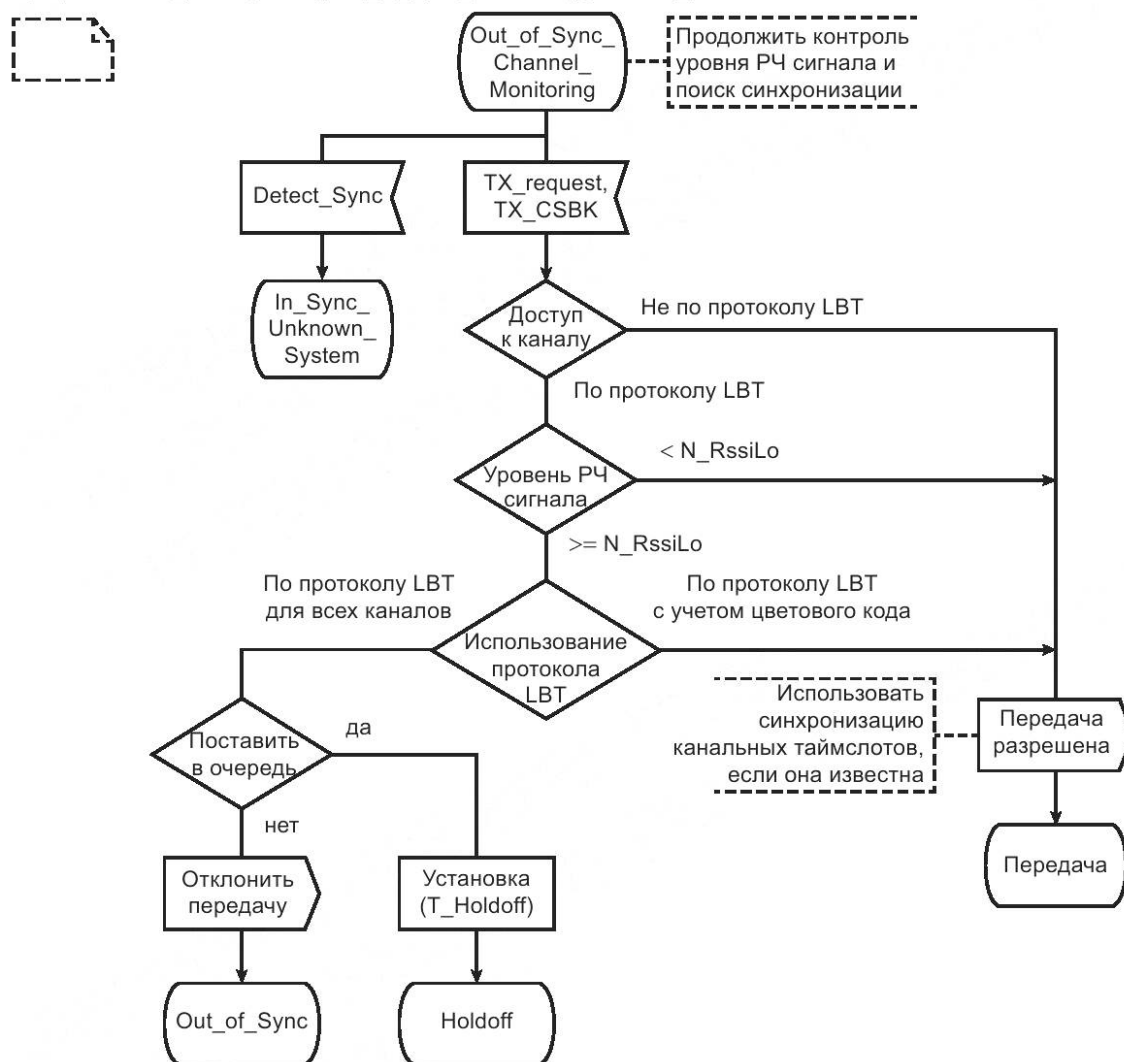 Out_of_Sync_
Channel_
Monitoring
Продолжить контроль
уровня РЧ сигнала и
поиск синхронизации
Detect_Sync
TX_request,
TX_CSBK
In_Sync_
Unknown_
System
Доступ
к каналу
Не по протоколу LBT
По протоколу LBT
Уровень РЧ
сигнала
< N_RssiLo
>= N_RssiLo
По протоколу LBT
для всех каналов
По протоколу LBT
с учетом цветового кода
Использование
протокола
LBT
Использовать
синхронизацию
канальных таймслотов,
если она известна
Передача
разрешена
Поставить
в очередь
да
нет
Отклонить
передачу
Установка
(T_Holdoff)
Передача
Out_of_Sync
Holdoff